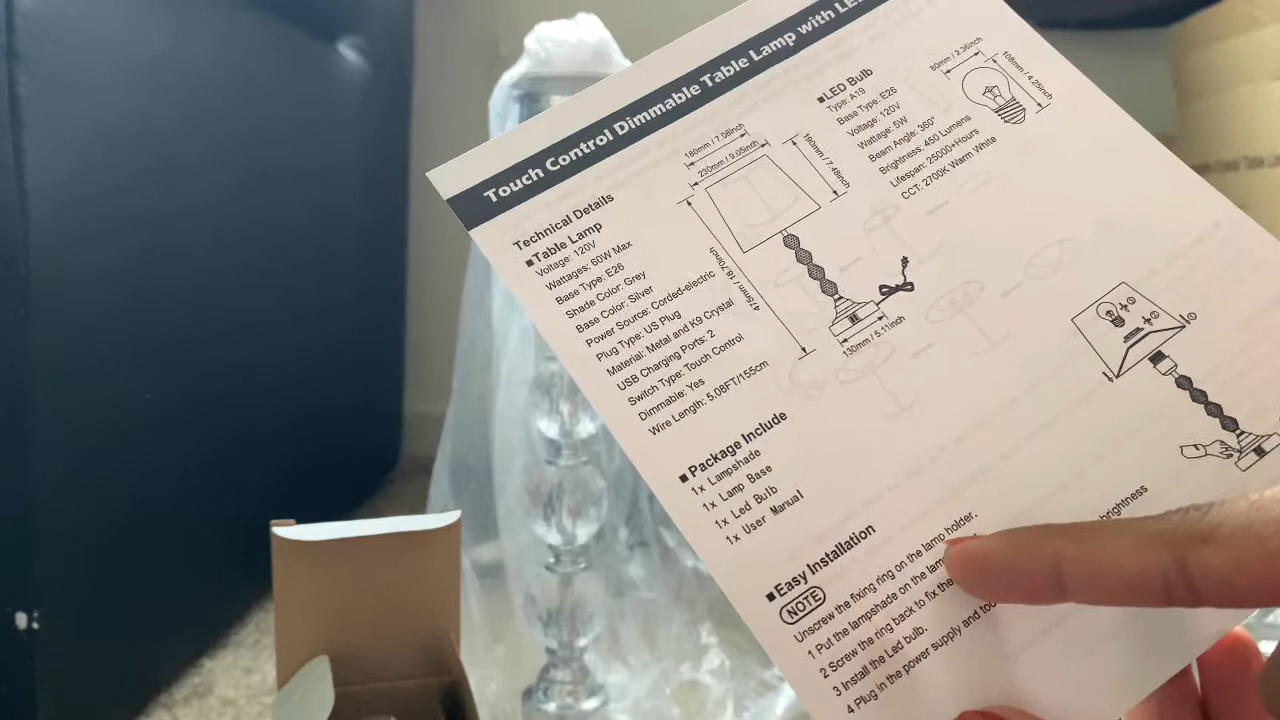 Touch Control Dimmable Table Lamp with LE
Technical Details
■Table Lamp
Voltage: 120V
Wattages: 60W Max
Base Type: E26
Shade Color: Grey
Base Color: Silver
Power Source: Corded-electric
Plug Type: US Plug
Material: Metal and K9 Crystal
USB Charging Ports: 2
Switch Type: Touch Control
Dimmable: Yes
Wire Length: 5.08FT/155cm
180mm / 7.08inch
230mm / 9.05inch
190mm / 7.48inch
475mm / 18.70inch
130mm / 5.11inch
■LED Bulb
Type: A19
Base Type: E26
Voltage: 120V
Wattage: 5W
Beam Angle: 360°
Brightness: 450 Lumens
Lifespan: 25000+Hours
CCT: 2700K Warm White
60mm / 2.36inch
108mm / 4.25inch
■Package Include
1x Lampshade
1x Lamp Base
1x Led Bulb
1x User Manual
■Easy Installation
NOTE
Unscrew the fixing ring on the lamp holder.
1 Put the lampshade on the lam
2 Screw the ring back to fix the
3 Install the Led bulb.
4 Plug in the power supply and tou
brightness